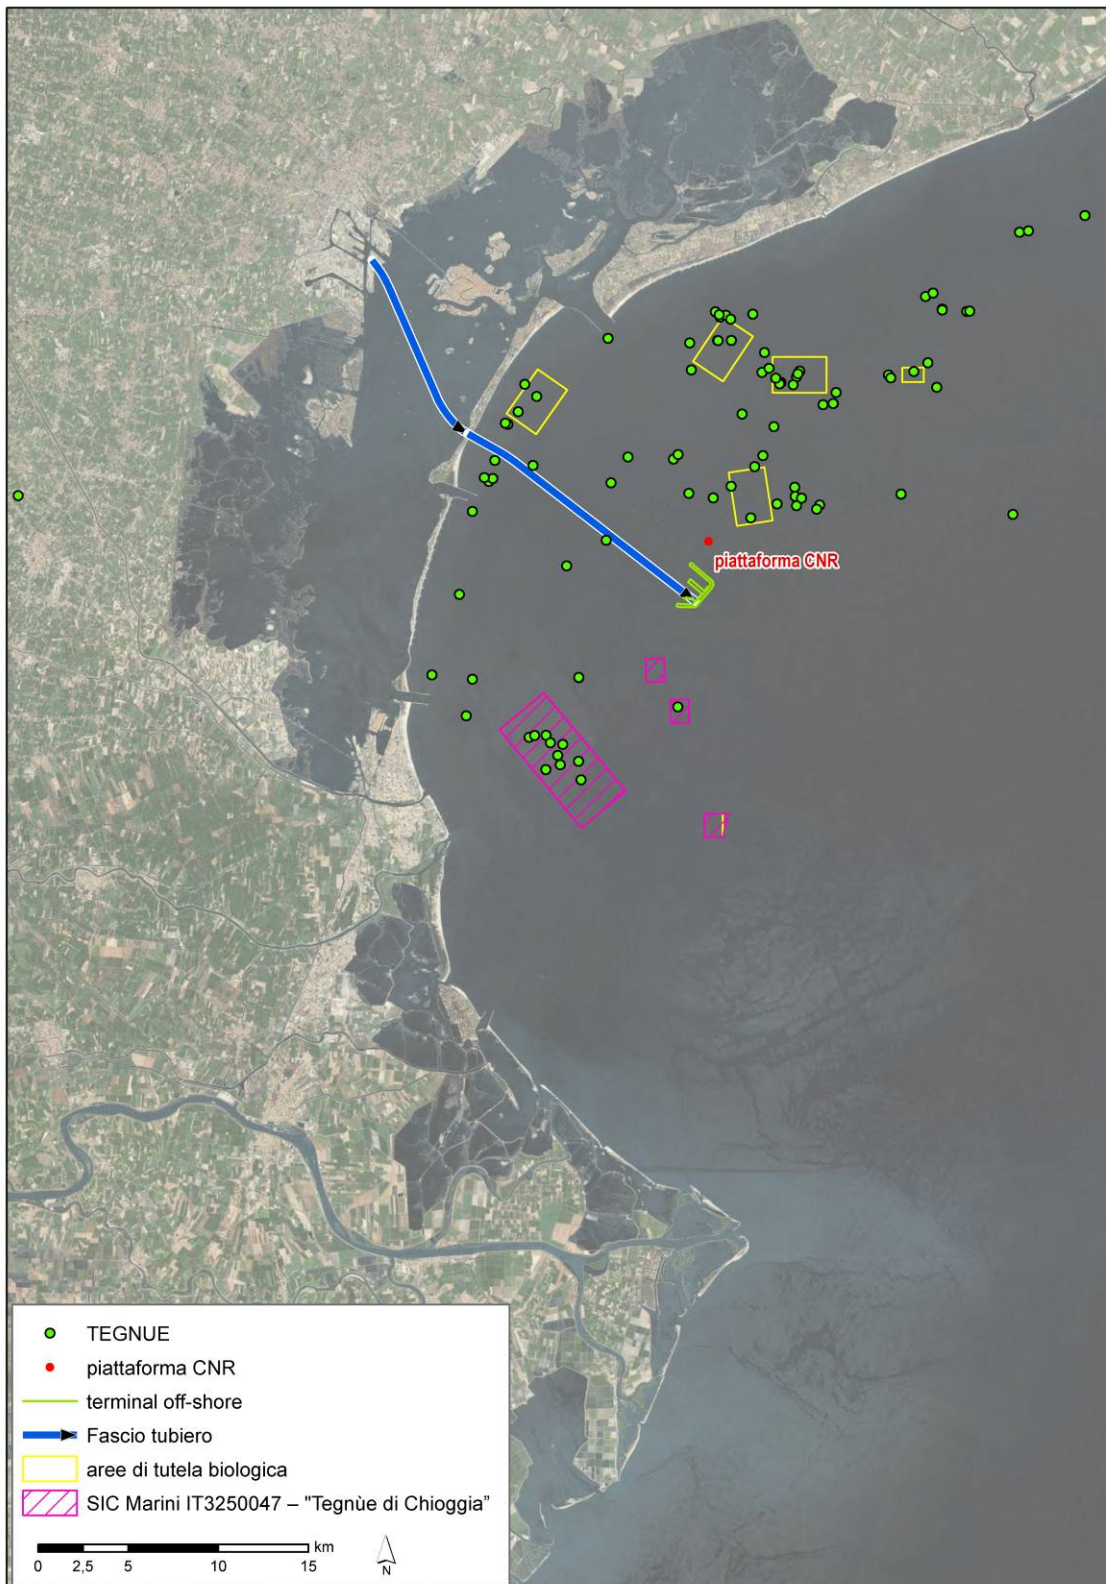 piattaforma CNR
TEGNUE
piattaforma CNR
terminal off-shore
Fascio tubiero
aree di tutela biologica
SIC Marini IT3250047 – "Tegnùe di Chioggia”
km
0 2,5 5 10 15
N